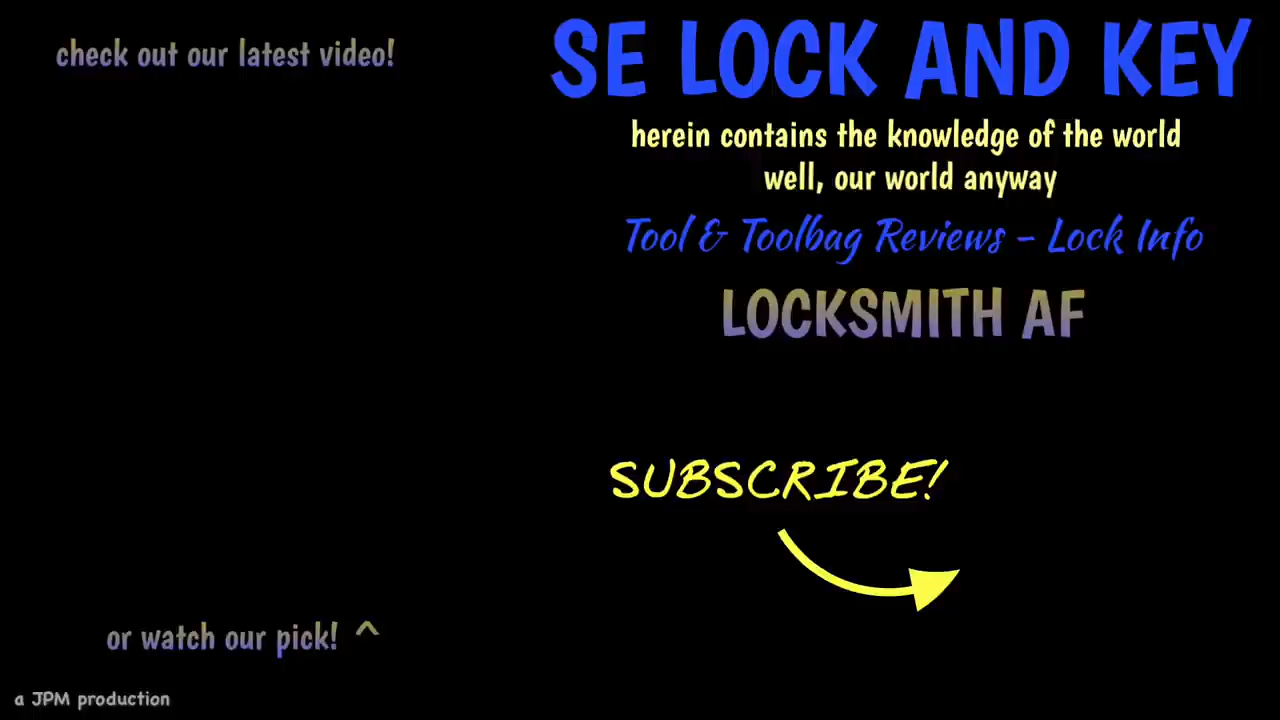 check out our latest video!
SE LOCK AND KEY
herein contains the knowledge of the world
well, our world anyway
Tool & Toolbag Reviews - Lock Info
LOCKSMITH AF
SUBSCRIBE!
or watch our pick! ^
a JPM production